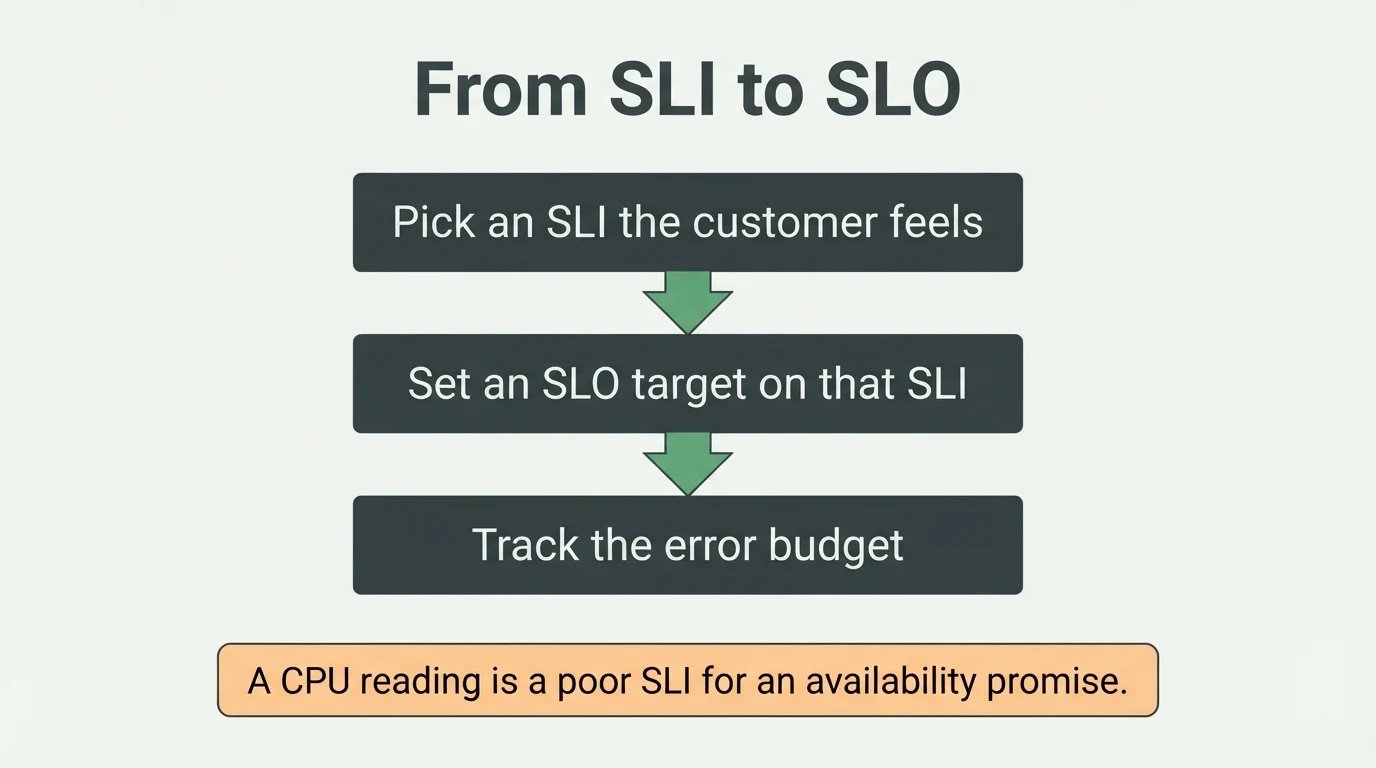 From SLI to SLO
Pick an SLI the customer feels
Set an SLO target on that SLI
Track the error budget
A CPU reading is a poor SLI for an availability promise.